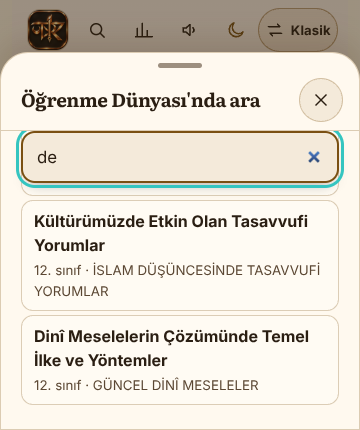 Klasik
Öğrenme Dünyası'nda ara
de
Kültürümüzde Etkin Olan Tasavvufi
Yorumlar
12. sınıf · İSLAM DÜŞÜNCESİNDE TASAVVUFİ
YORUMLAR
Dinî Meselelerin Çözümünde Temel
İlke ve Yöntemler
12. sınıf · GÜNCEL DİNÎ MESELELER